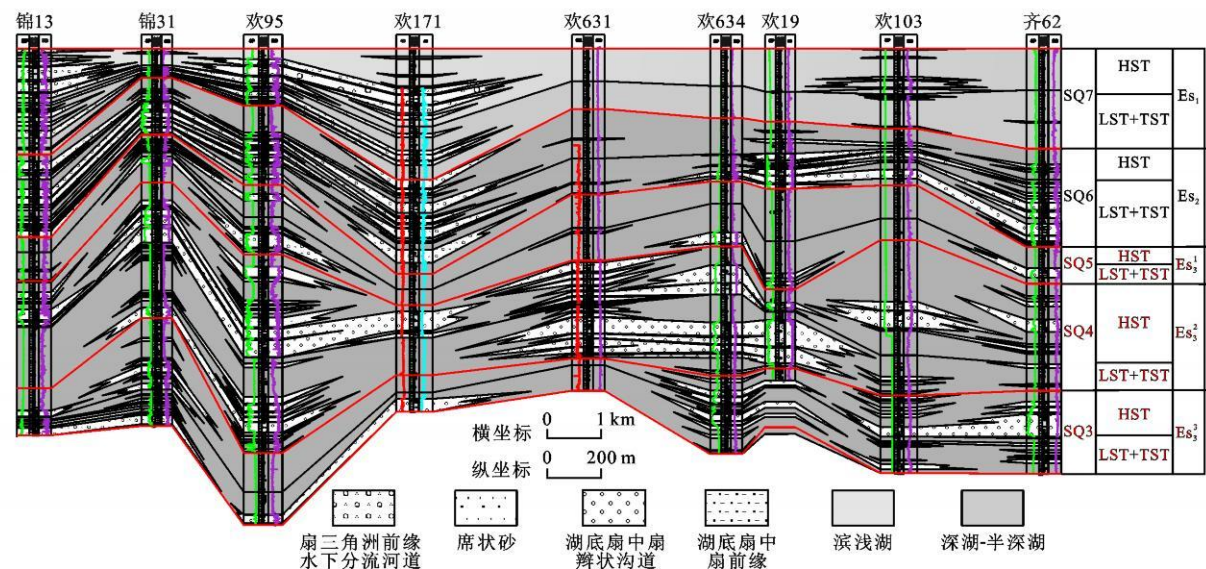 锦13 锦31 欢95 欢171 欢631 欢634 欢19 欢103 齐62
HST
SQ7 Es₁
LST+TST
HST
SQ6 Es₂
LST+TST
HST
SQ5 Es₃¹
LST+TST
HST
SQ4 Es₃²
LST+TST
HST
SQ3 Es₃³
LST+TST
横坐标 0 1 km
纵坐标 0 200 m
扇三角洲前缘
水下分流河道
席状砂
湖底扇中扇
辫状沟道
湖底扇中
扇前缘
滨浅湖
深湖-半深湖